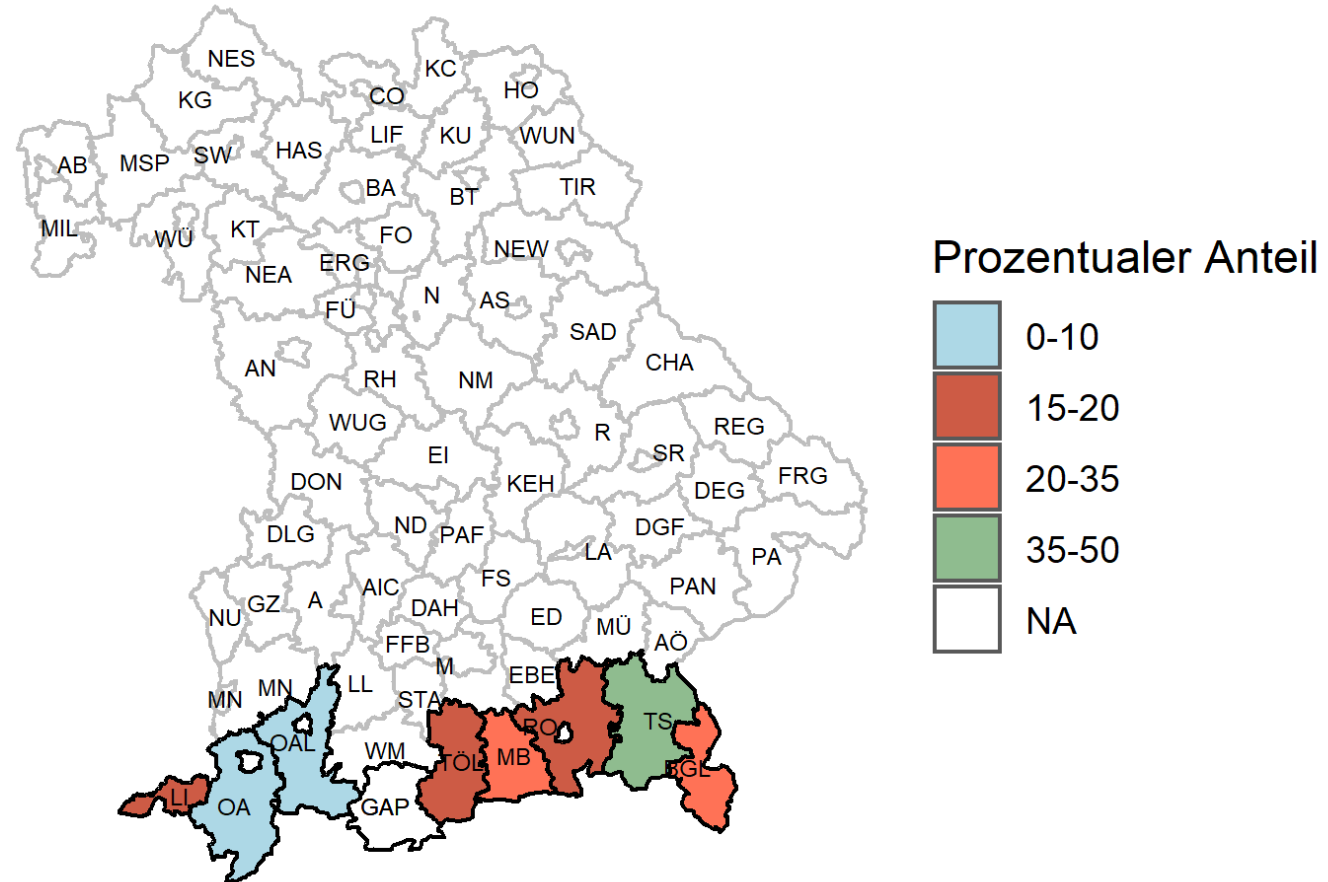 NES
KC
HO
KG
CO
LIF
KU
WUN
HAS
SW
MSP
AB
BA
BT
TIR
MIL
WÜ
KT
FO
NEW
ERG
NEA
N
AS
FÜ
SAD
AN
RH
NM
CHA
WUG
R
REG
EI
SR
DON
KEH
DEG
FRG
ND
PAF
DGF
DLG
LA
PA
AIC
FS
PAN
NU
GZ
A
DAH
ED
MÜ
FFB
AÖ
M
EBE
MN
MN
LL
STA
OAL
WM
TÖL
MB
RO
TS
BGL
LI
OA
GAP
Prozentualer Anteil
0-10
15-20
20-35
35-50
NA